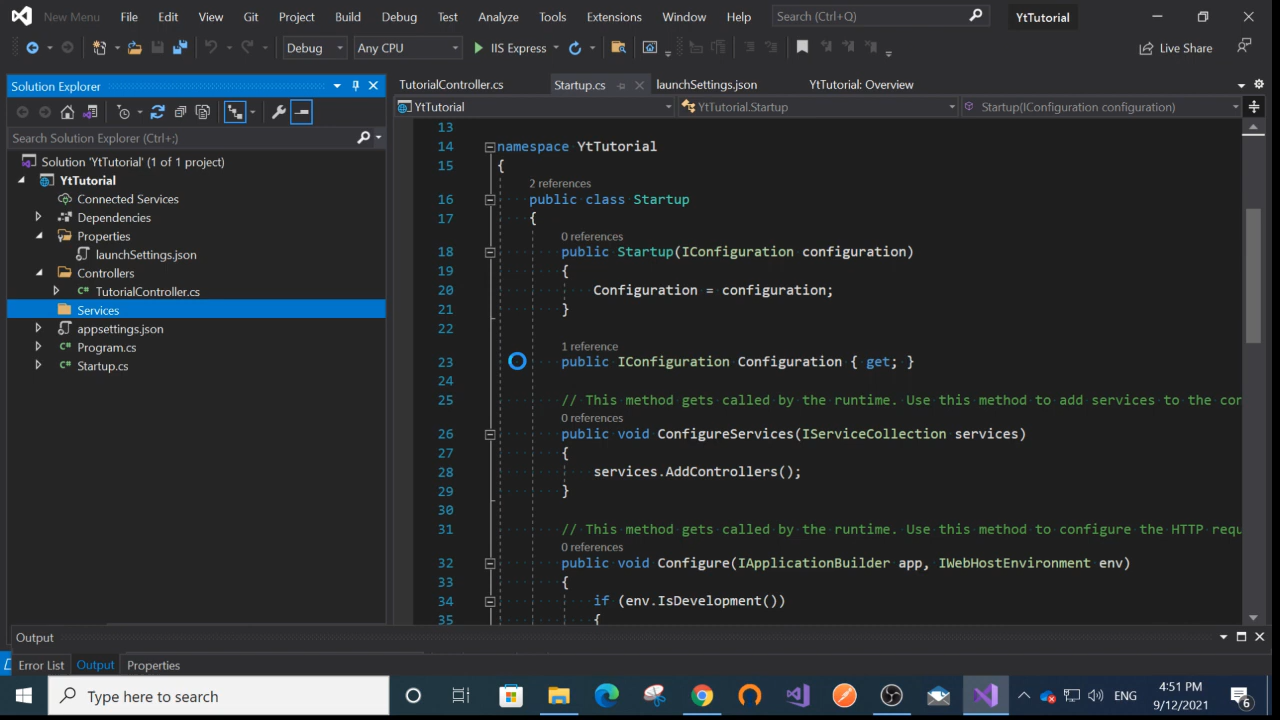 New Menu File Edit View Git Project Build Debug Test Analyze Tools Extensions Window Help Search (Ctrl+Q) YtTutorial
Debug Any CPU IIS Express Live Share
Solution Explorer
Search Solution Explorer (Ctrl+;)
Solution 'YtTutorial' (1 of 1 project)
YtTutorial
Connected Services
Dependencies
Properties
launchSettings.json
Controllers
C# TutorialController.cs
Services
appsettings.json
C# Program.cs
C# Startup.cs
TutorialController.cs Startup.cs launchSettings.json YtTutorial: Overview
YtTutorial YtTutorial.Startup Startup(IConfiguration configuration)
13
14 namespace YtTutorial
15 {
2 references
16 public class Startup
17 {
0 references
18 public Startup(IConfiguration configuration)
19 {
20 Configuration = configuration;
21 }
22
1 reference
23 public IConfiguration Configuration { get; }
24
25 // This method gets called by the runtime. Use this method to add services to the con
0 references
26 public void ConfigureServices(IServiceCollection services)
27 {
28 services.AddControllers();
29 }
30
31 // This method gets called by the runtime. Use this method to configure the HTTP requ
0 references
32 public void Configure(IApplicationBuilder app, IWebHostEnvironment env)
33 {
34 if (env.IsDevelopment())
35 {
Output
Error List Output Properties
Type here to search
ENG
4:51 PM
9/12/2021
6